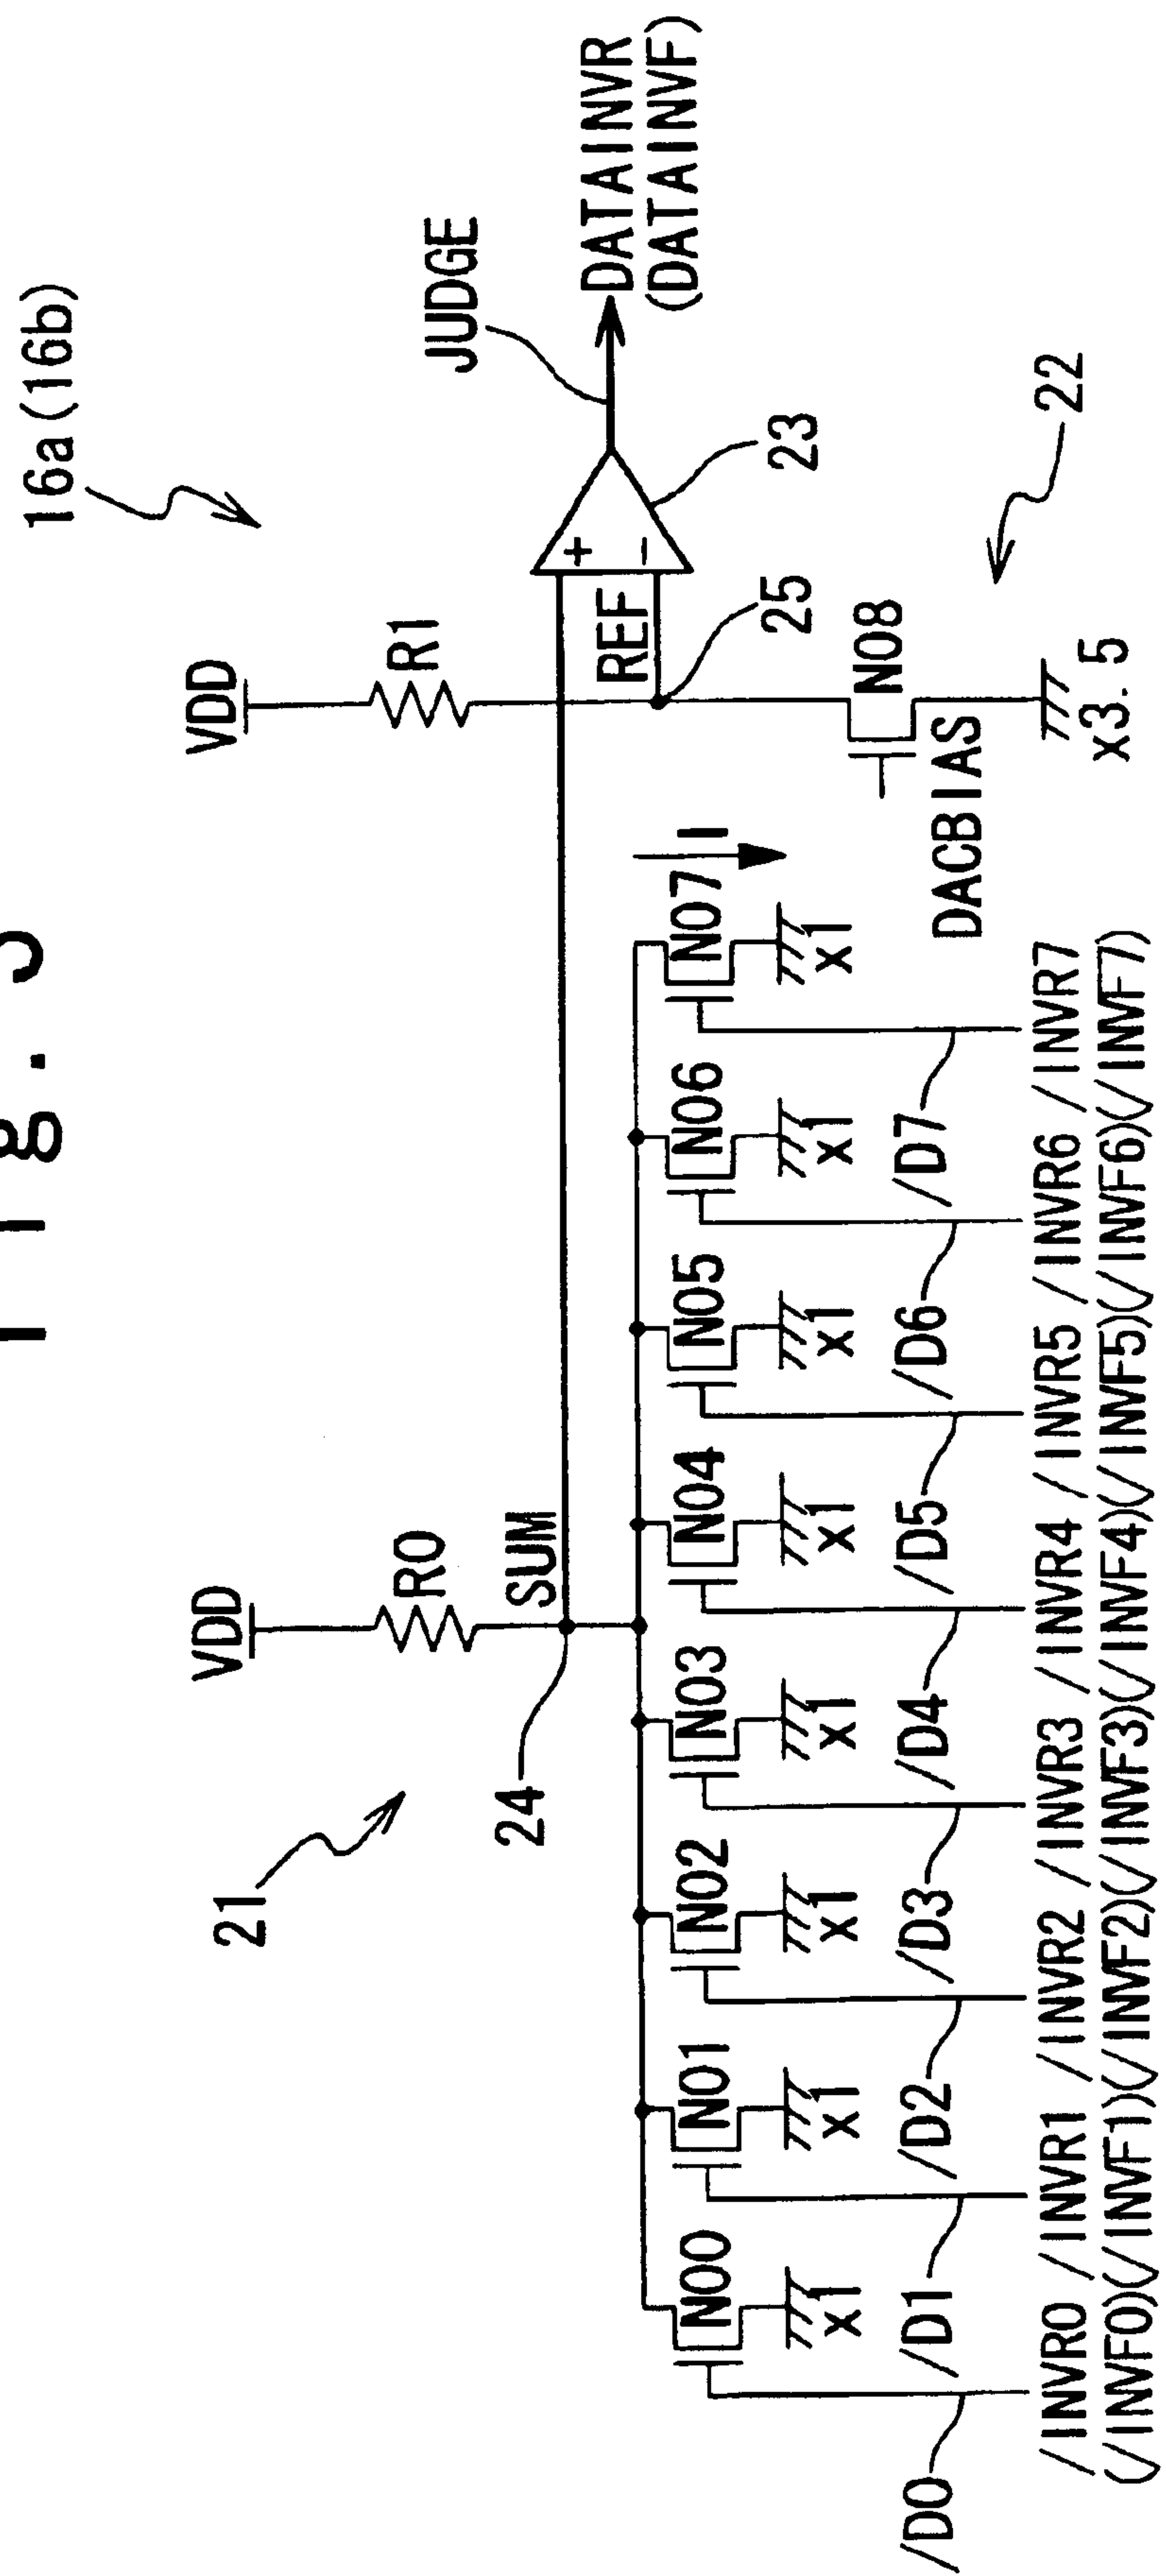 16a(16b)
VDD
VDD
R0
R1
JUDGE
21
24
SUM
REF
+
-
DATAINVR
(DATAINVF)
23
25
I
N00
N01
N02
N03
N04
N05
N06
N07
N08
x1
x1
x1
x1
x1
x1
x1
x1
DACBIAS
22
x3.5
/D0
/D1
/D2
/D3
/D4
/D5
/D6
/D7
/INVR0 /INVR1 /INVR2 /INVR3 /INVR4 /INVR5 /INVR6 /INVR7
(/INVF0)(/INVF1)(/INVF2)(/INVF3)(/INVF4)(/INVF5)(/INVF6)(/INVF7)